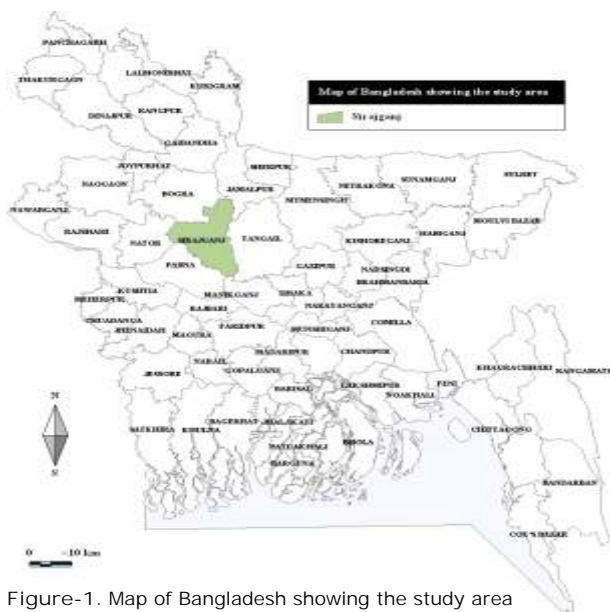 PANCHAGARH
THAKURGAON
LALMONIRHAT
KURIGRAM
DINAJPUR
RANGPUR
GAIBANDHA
Map of Bangladesh showing the study area
Sirajganj
JOYPURHAT
NAOGAON
BOGRA
SHERPUR
JAMALPUR
MYMENSINGH
NETRAKONA
SUNAMGANJ
SYLHET
NAWABGANJ
RAJSHAHI
NATOR
SIRAJGANJ
TANGAIL
KISHOREGANJ
HABIGANJ
MOULVI BAZAR
PABNA
GAZIPUR
NARSINGDI
BRAHMANBARIA
KUSHTIA
MEHERPUR
MANIKGANJ
DHAKA
RAJBARI
NARAYANGANJ
CHUADANGA
JHENAIDAH
MAGURA
FARIDPUR
MUNSHIGANJ
COMILLA
NARAIL
MADARIPUR
CHANDPUR
JESSORE
GOPALGANJ
KHAGRACHHARI
RANGAMATI
BARISAL
LAKSHMIPUR
FENI
NOAKHALI
SATKHIRA
KHULNA
BAGERHAT
JHALAKATI
BHOLA
PATUAKHALI
BARGUNA
CHITTAGONG
BANDARBAN
COX'S BAZAR
N
S
0 10 km
Figure-1. Map of Bangladesh showing the study area